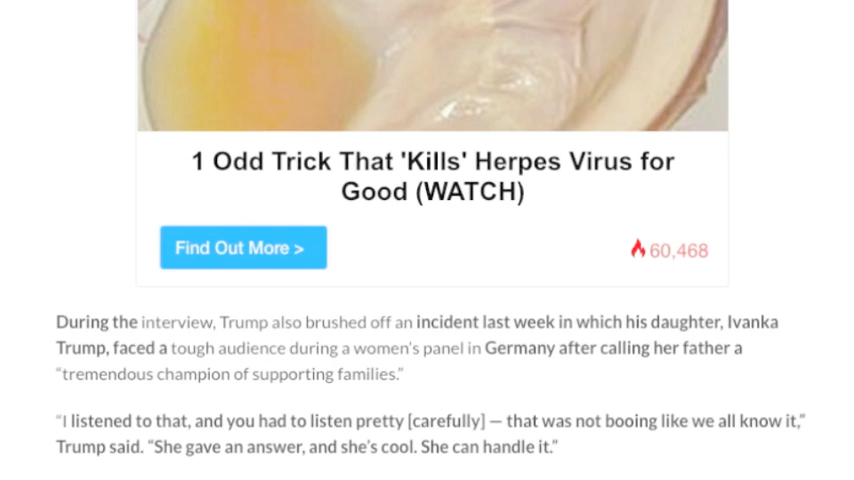 1 Odd Trick That 'Kills' Herpes Virus for
Good (WATCH)
Find Out More >
60,468
During the interview, Trump also brushed off an incident last week in which his daughter, Ivanka
Trump, faced a tough audience during a women's panel in Germany after calling her father a
“tremendous champion of supporting families.”
“I listened to that, and you had to listen pretty [carefully] — that was not booing like we all know it,”
Trump said. “She gave an answer, and she’s cool. She can handle it.”